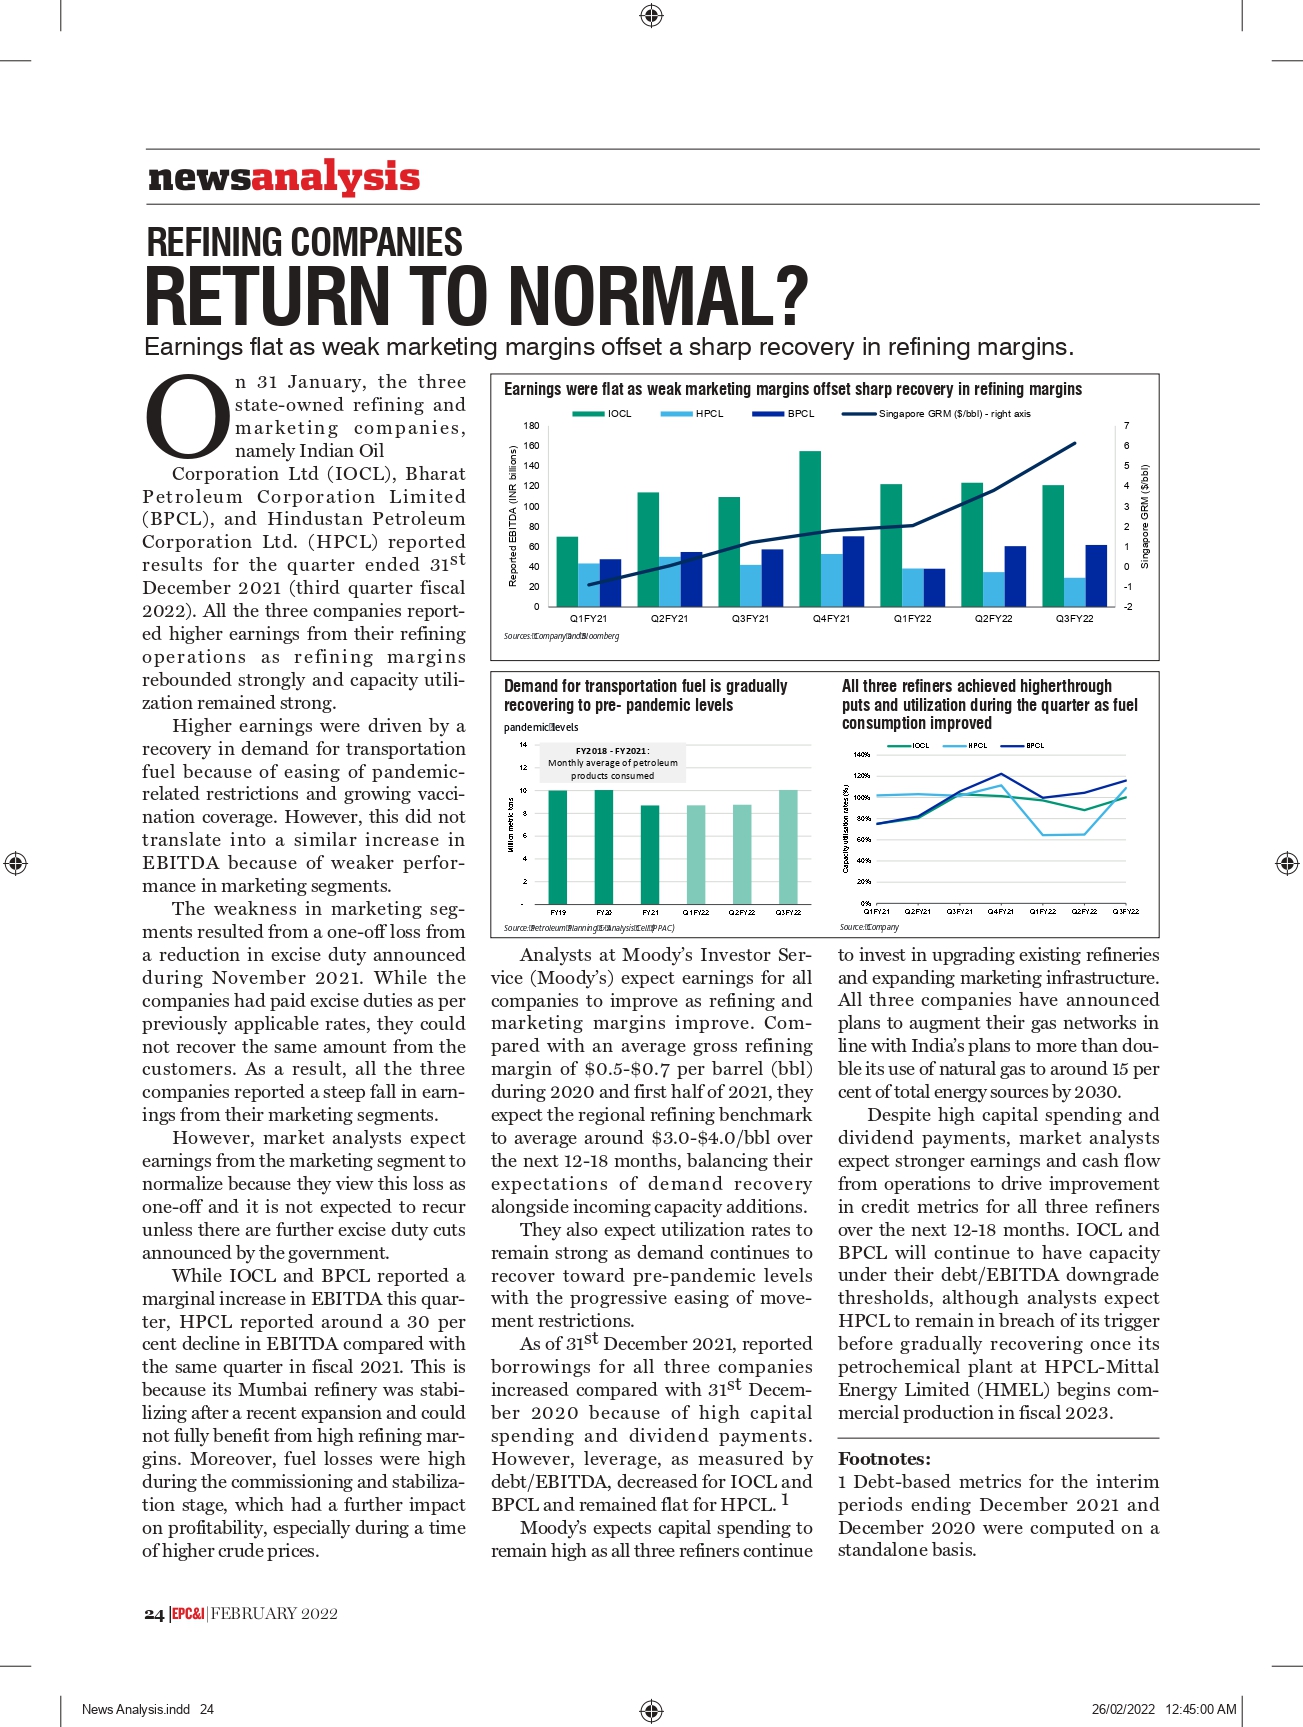 newsanalysis
REFINING COMPANIES
RETURN TO NORMAL?
Earnings flat as weak marketing margins offset a sharp recovery in refining margins.
On 31 January, the three
state-owned refining and
marketing companies,
namely Indian Oil
Corporation Ltd (IOCL), Bharat
Petroleum Corporation Limited
(BPCL), and Hindustan Petroleum
Corporation Ltd. (HPCL) reported
results for the quarter ended 31st
December 2021 (third quarter fiscal
2022). All the three companies report-
ed higher earnings from their refining
operations as refining margins
rebounded strongly and capacity utili-
zation remained strong.
Higher earnings were driven by a
recovery in demand for transportation
fuel because of easing of pandemic-
related restrictions and growing vacci-
nation coverage. However, this did not
translate into a similar increase in
EBITDA because of weaker perfor-
mance in marketing segments.
The weakness in marketing seg-
ments resulted from a one-off loss from
a reduction in excise duty announced
during November 2021. While the
companies had paid excise duties as per
previously applicable rates, they could
not recover the same amount from the
customers. As a result, all the three
companies reported a steep fall in earn-
ings from their marketing segments.
However, market analysts expect
earnings from the marketing segment to
normalize because they view this loss as
one-off and it is not expected to recur
unless there are further excise duty cuts
announced by the government.
While IOCL and BPCL reported a
marginal increase in EBITDA this quar-
ter, HPCL reported around a 30 per
cent decline in EBITDA compared with
the same quarter in fiscal 2021. This is
because its Mumbai refinery was stabi-
lizing after a recent expansion and could
not fully benefit from high refining mar-
gins. Moreover, fuel losses were high
during the commissioning and stabiliza-
tion stage, which had a further impact
on profitability, especially during a time
of higher crude prices.
Earnings were flat as weak marketing margins offset sharp recovery in refining margins
IOCL HPCL BPCL Singapore GRM ($/bbl) - right axis
Reported EBITDA (INR billions)
180
160
140
120
100
80
60
40
20
0
7
6
5
4
3
2
1
0
-1
-2
Singapore GRM ($/bbl)
Q1FY21 Q2FY21 Q3FY21 Q4FY21 Q1FY22 Q2FY22 Q3FY22
Sources: Company and Bloomberg
Demand for transportation fuel is gradually
recovering to pre- pandemic levels
pandemic levels
FY2018 - FY2021:
Monthly average of petroleum
products consumed
Million metric tons
14
12
10
8
6
4
2
-
FY19 FY20 FY21 Q1FY22 Q2FY22 Q3FY22
Source: Petroleum Planning & Analysis Cell (PPAC)
All three refiners achieved higherthrough
puts and utilization during the quarter as fuel
consumption improved
IOCL HPCL BPCL
Capacity utilisation rates (%)
140%
120%
100%
80%
60%
40%
20%
0%
Q1FY21 Q2FY21 Q3FY21 Q4FY21 Q1FY22 Q2FY22 Q3FY22
Source: Company
Analysts at Moody’s Investor Ser-
vice (Moody’s) expect earnings for all
companies to improve as refining and
marketing margins improve. Com-
pared with an average gross refining
margin of $0.5-$0.7 per barrel (bbl)
during 2020 and first half of 2021, they
expect the regional refining benchmark
to average around $3.0-$4.0/bbl over
the next 12-18 months, balancing their
expectations of demand recovery
alongside incoming capacity additions.
They also expect utilization rates to
remain strong as demand continues to
recover toward pre-pandemic levels
with the progressive easing of move-
ment restrictions.
As of 31st December 2021, reported
borrowings for all three companies
increased compared with 31st Decem-
ber 2020 because of high capital
spending and dividend payments.
However, leverage, as measured by
debt/EBITDA, decreased for IOCL and
BPCL and remained flat for HPCL. 1
Moody’s expects capital spending to
remain high as all three refiners continue
to invest in upgrading existing refineries
and expanding marketing infrastructure.
All three companies have announced
plans to augment their gas networks in
line with India’s plans to more than dou-
ble its use of natural gas to around 15 per
cent of total energy sources by 2030.
Despite high capital spending and
dividend payments, market analysts
expect stronger earnings and cash flow
from operations to drive improvement
in credit metrics for all three refiners
over the next 12-18 months. IOCL and
BPCL will continue to have capacity
under their debt/EBITDA downgrade
thresholds, although analysts expect
HPCL to remain in breach of its trigger
before gradually recovering once its
petrochemical plant at HPCL-Mittal
Energy Limited (HMEL) begins com-
mercial production in fiscal 2023.
Footnotes:
1 Debt-based metrics for the interim
periods ending December 2021 and
December 2020 were computed on a
standalone basis.
24 |EPC&I|FEBRUARY 2022
News Analysis.indd 24
26/02/2022 12:45:00 AM